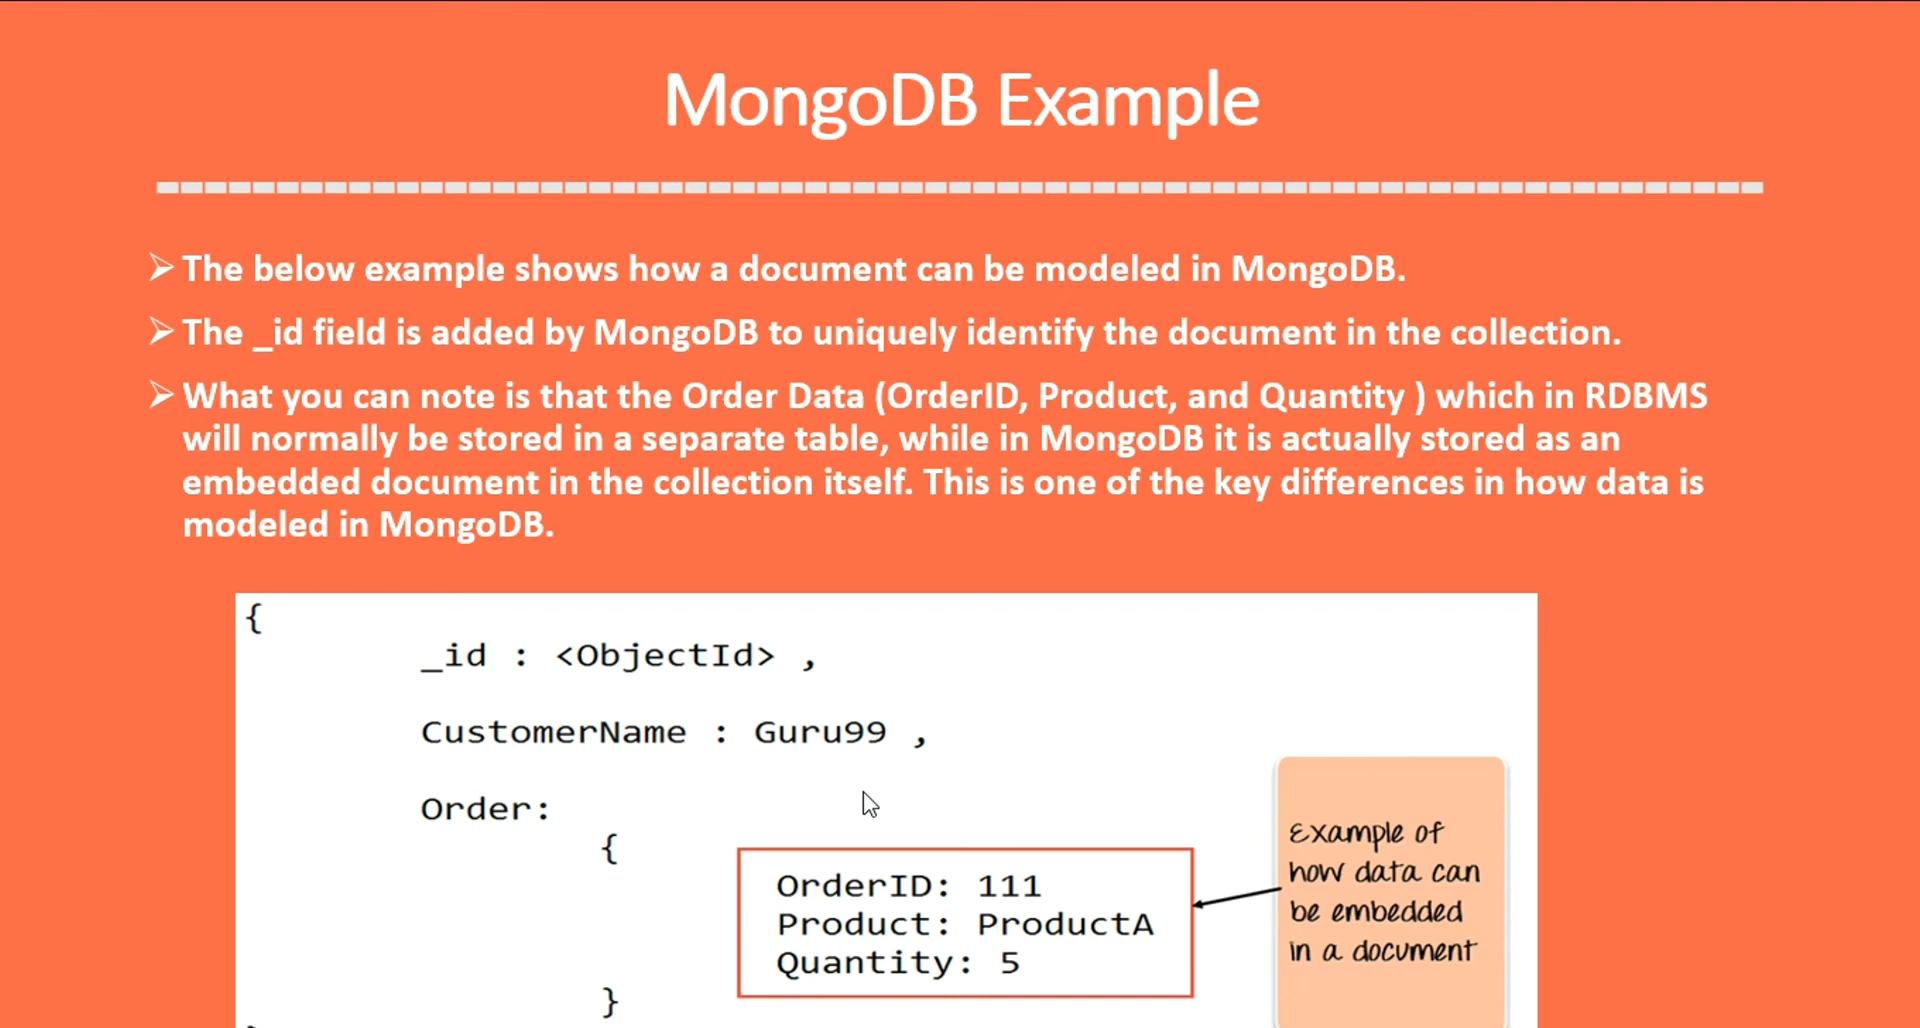 MongoDB Example
The below example shows how a document can be modeled in MongoDB.
The _id field is added by MongoDB to uniquely identify the document in the collection.
What you can note is that the Order Data (OrderID, Product, and Quantity ) which in RDBMS
will normally be stored in a separate table, while in MongoDB it is actually stored as an
embedded document in the collection itself. This is one of the key differences in how data is
modeled in MongoDB.
{
_id : <ObjectId> ,
CustomerName : Guru99 ,
Order:
{
OrderID: 111
Product: ProductA
Quantity: 5
}
Example of
how data can
be embedded
in a document